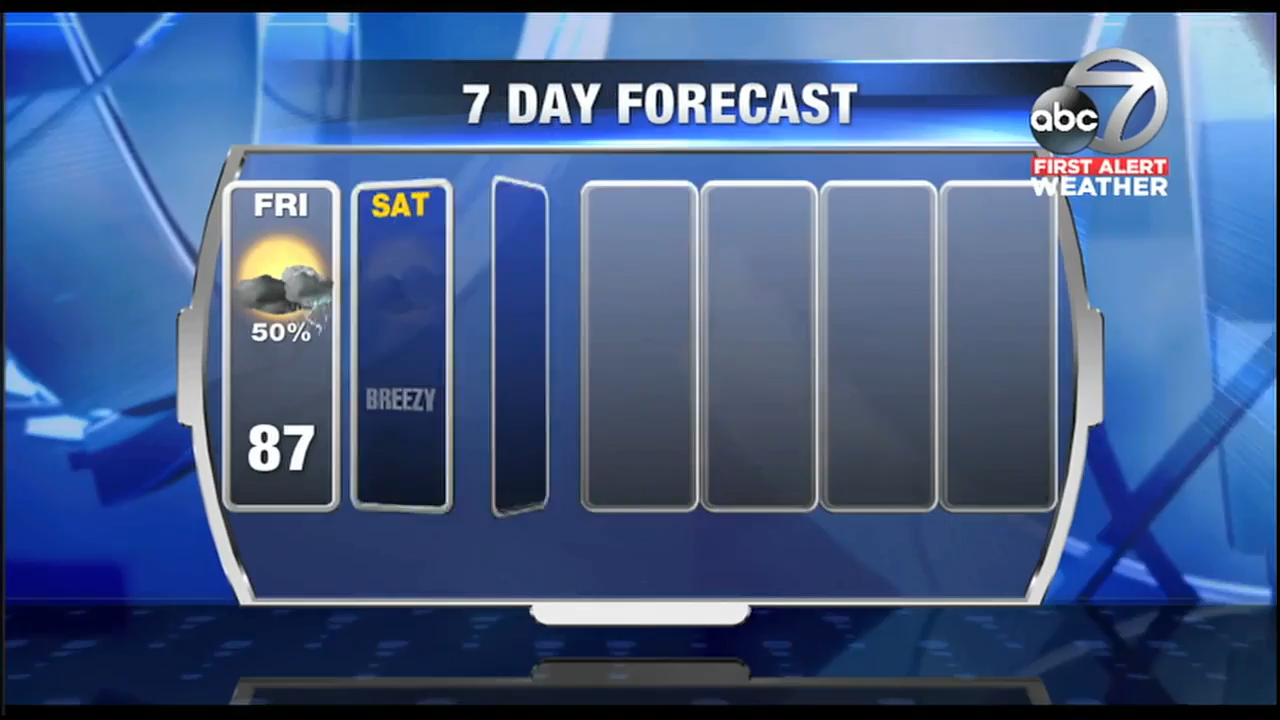 7 DAY FORECAST
abc 7
FIRST ALERT
WEATHER
FRI
50%
87
SAT
BREEZY